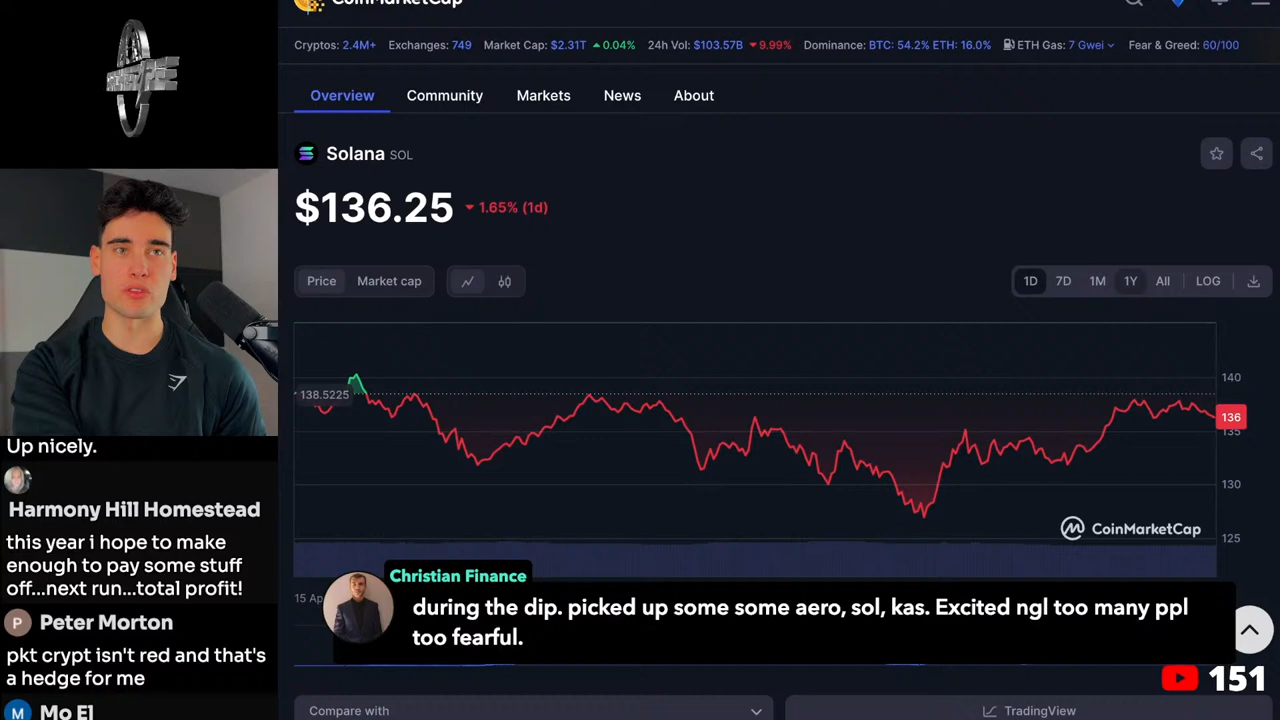 CoinMarketCap
Cryptos: 2.4M+ Exchanges: 749 Market Cap: $2.31T 0.04% 24h Vol: $103.57B 9.99% Dominance: BTC: 54.2% ETH: 16.0% ETH Gas: 7 Gwei Fear & Greed: 60/100
Overview Community Markets News About
Solana SOL
$136.25 1.65% (1d)
Price Market cap
1D 7D 1M 1Y All LOG
140
138.5225
136
135
130
125
CoinMarketCap
15 Ap
Compare with
TradingView
Up nicely.
Harmony Hill Homestead
this year i hope to make
enough to pay some stuff
off...next run...total profit!
P Peter Morton
pkt crypt isn't red and that's
a hedge for me
M Mo El
Christian Finance
during the dip. picked up some some aero, sol, kas. Excited ngl too many ppl
too fearful.
151